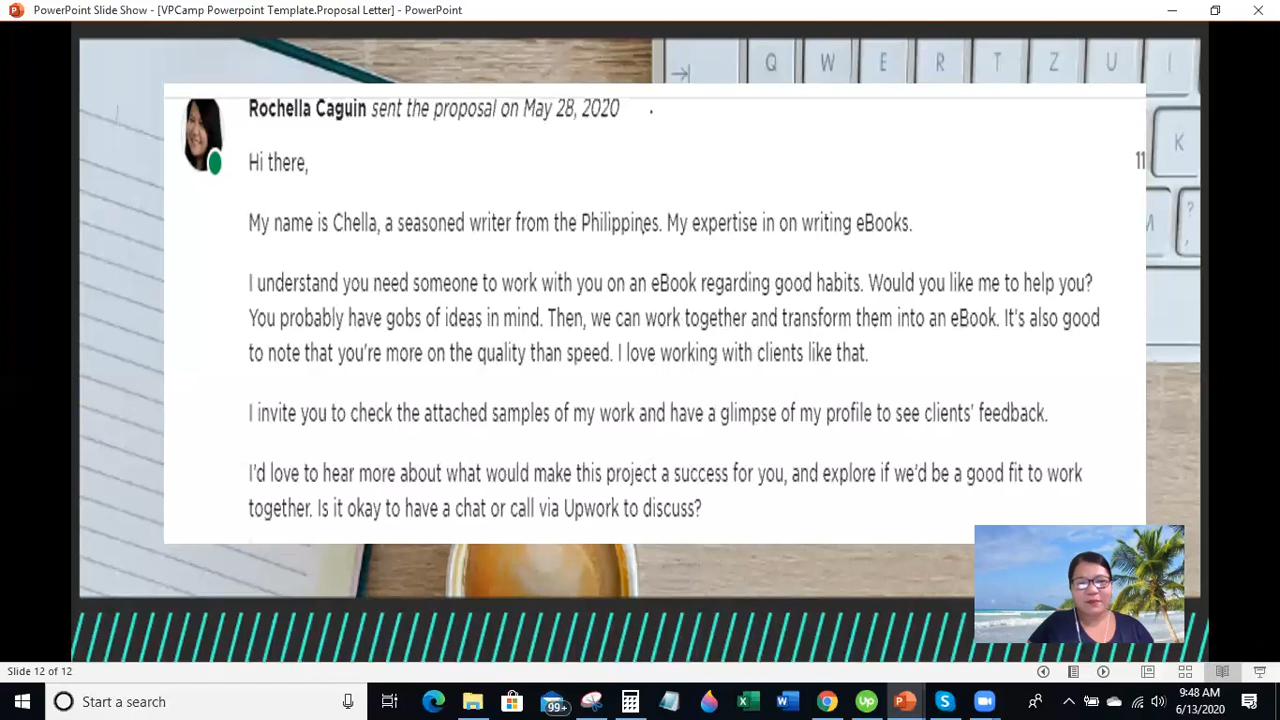 PowerPoint Slide Show - [VPCamp Powerpoint Template.Proposal Letter] - PowerPoint
Q W E R T Z U I
Rochella Caguin sent the proposal on May 28, 2020
Hi there,
11
K
My name is Chella, a seasoned writer from the Philippines. My expertise in on writing eBooks.
M ?
I understand you need someone to work with you on an eBook regarding good habits. Would you like me to help you?
You probably have gobs of ideas in mind. Then, we can work together and transform them into an eBook. It's also good
to note that you're more on the quality than speed. I love working with clients like that.
I invite you to check the attached samples of my work and have a glimpse of my profile to see clients' feedback.
I'd love to hear more about what would make this project a success for you, and explore if we'd be a good fit to work
together. Is it okay to have a chat or call via Upwork to discuss?
Slide 12 of 12
Start a search
99+
Up
9:48 AM
6/13/2020